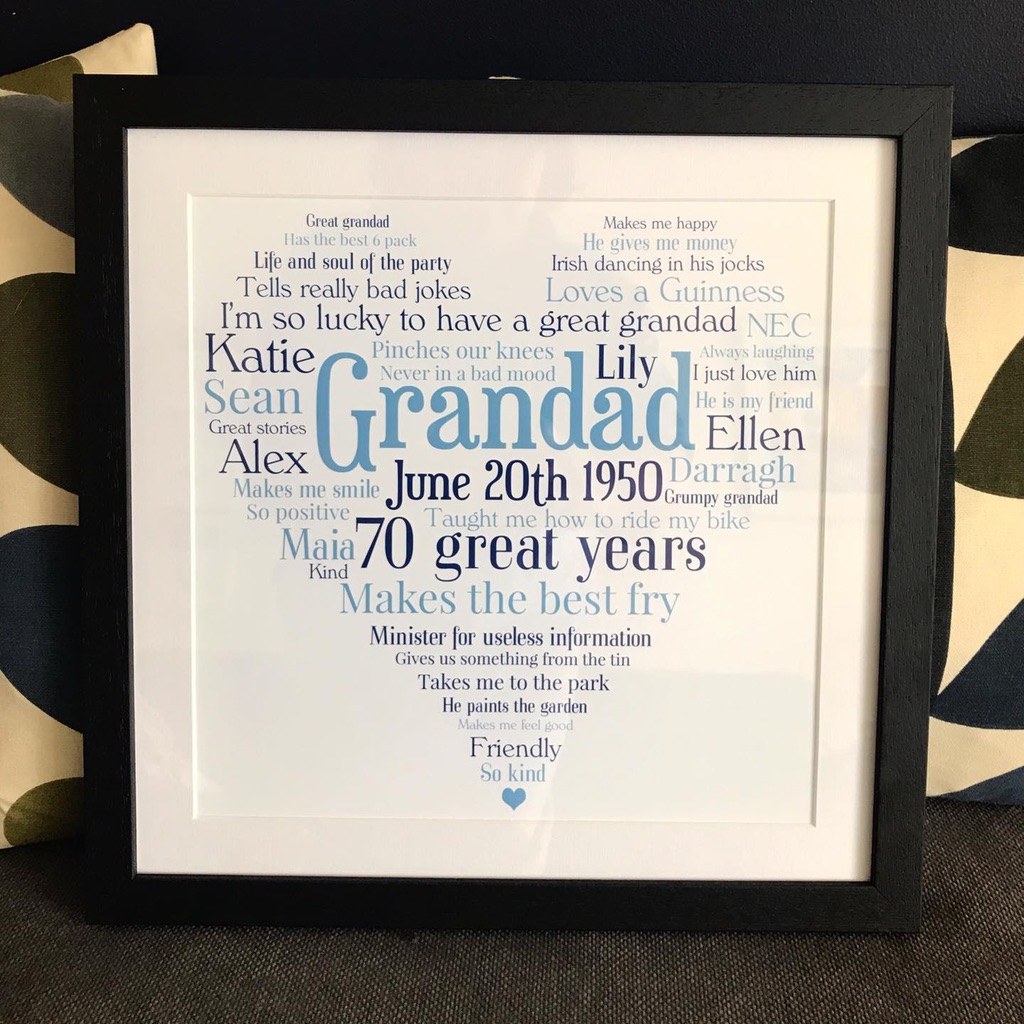 Great grandad
Makes me happy
Has the best 6 pack
He gives me money
Life and soul of the party
Irish dancing in his jocks
Tells really bad jokes
Loves a Guinness
I'm so lucky to have a great grandad
NEC
Katie
Pinches our knees
Lily
Always laughing
Never in a bad mood
I just love him
Sean
Grandad
He is my friend
Great stories
Ellen
Alex
June 20th 1950
Darragh
Makes me smile
Grumpy grandad
So positive
Taught me how to ride my bike
Maia
70 great years
Kind
Makes the best fry
Minister for useless information
Gives us something from the tin
Takes me to the park
He paints the garden
Makes me feel good
Friendly
So kind